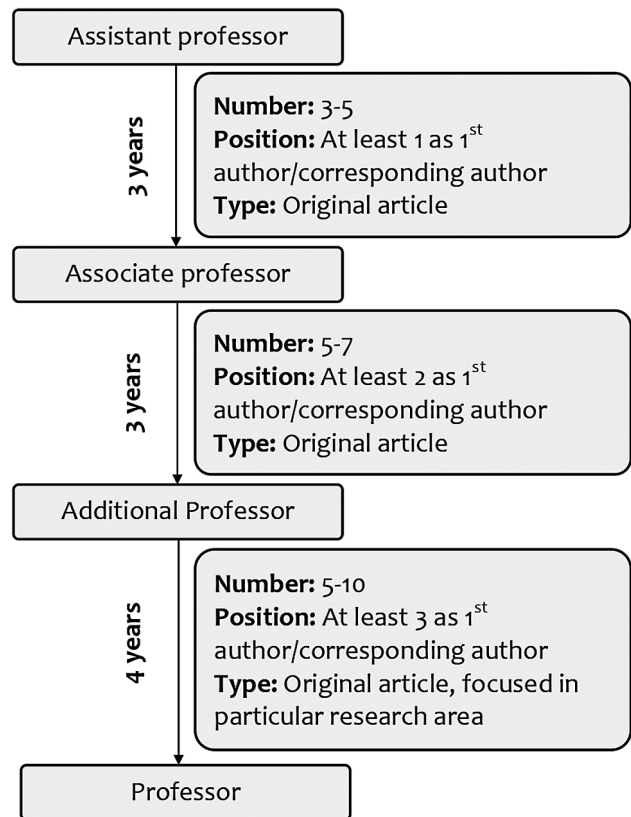 Assistant professor
3 years
Number: 3-5
Position: At least 1 as 1st
author/corresponding author
Type: Original article
Associate professor
3 years
Number: 5-7
Position: At least 2 as 1st
author/corresponding author
Type: Original article
Additional Professor
4 years
Number: 5-10
Position: At least 3 as 1st
author/corresponding author
Type: Original article, focused in
particular research area
Professor